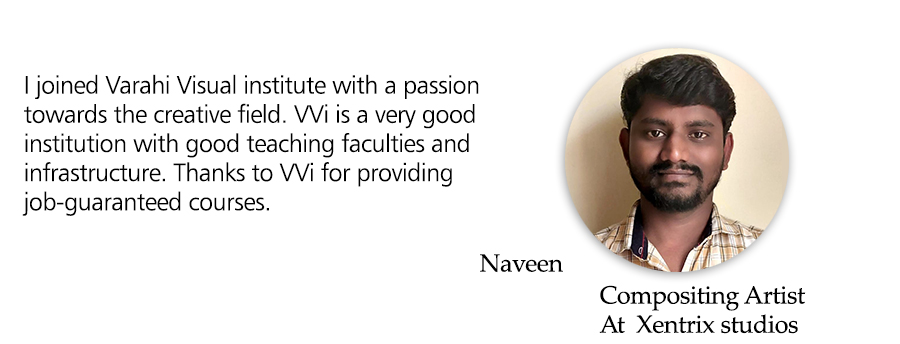 I joined Varahi Visual institute with a passion
towards the creative field. VVi is a very good
institution with good teaching faculties and
infrastructure. Thanks to VVi for providing
job-guaranteed courses.
Naveen
Compositing Artist
At Xentrix studios